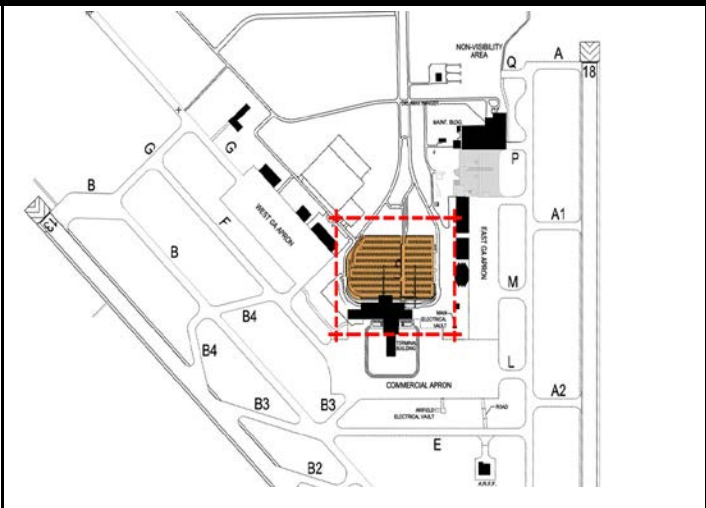 NON-VISIBILITY
AREA
Q
A
18
MAINT. BLDG.
G
G
P
B
13
F
WEST GA APRON
EAST GA APRON
A1
B
M
B4
MAIN
ELECTRICAL
VAULT
TERMINAL
BUILDING
B4
L
COMMERCIAL APRON
A2
B3
B3
AIRFIELD
ELECTRICAL VAULT
ROAD
E
B2
A.R.F.F.